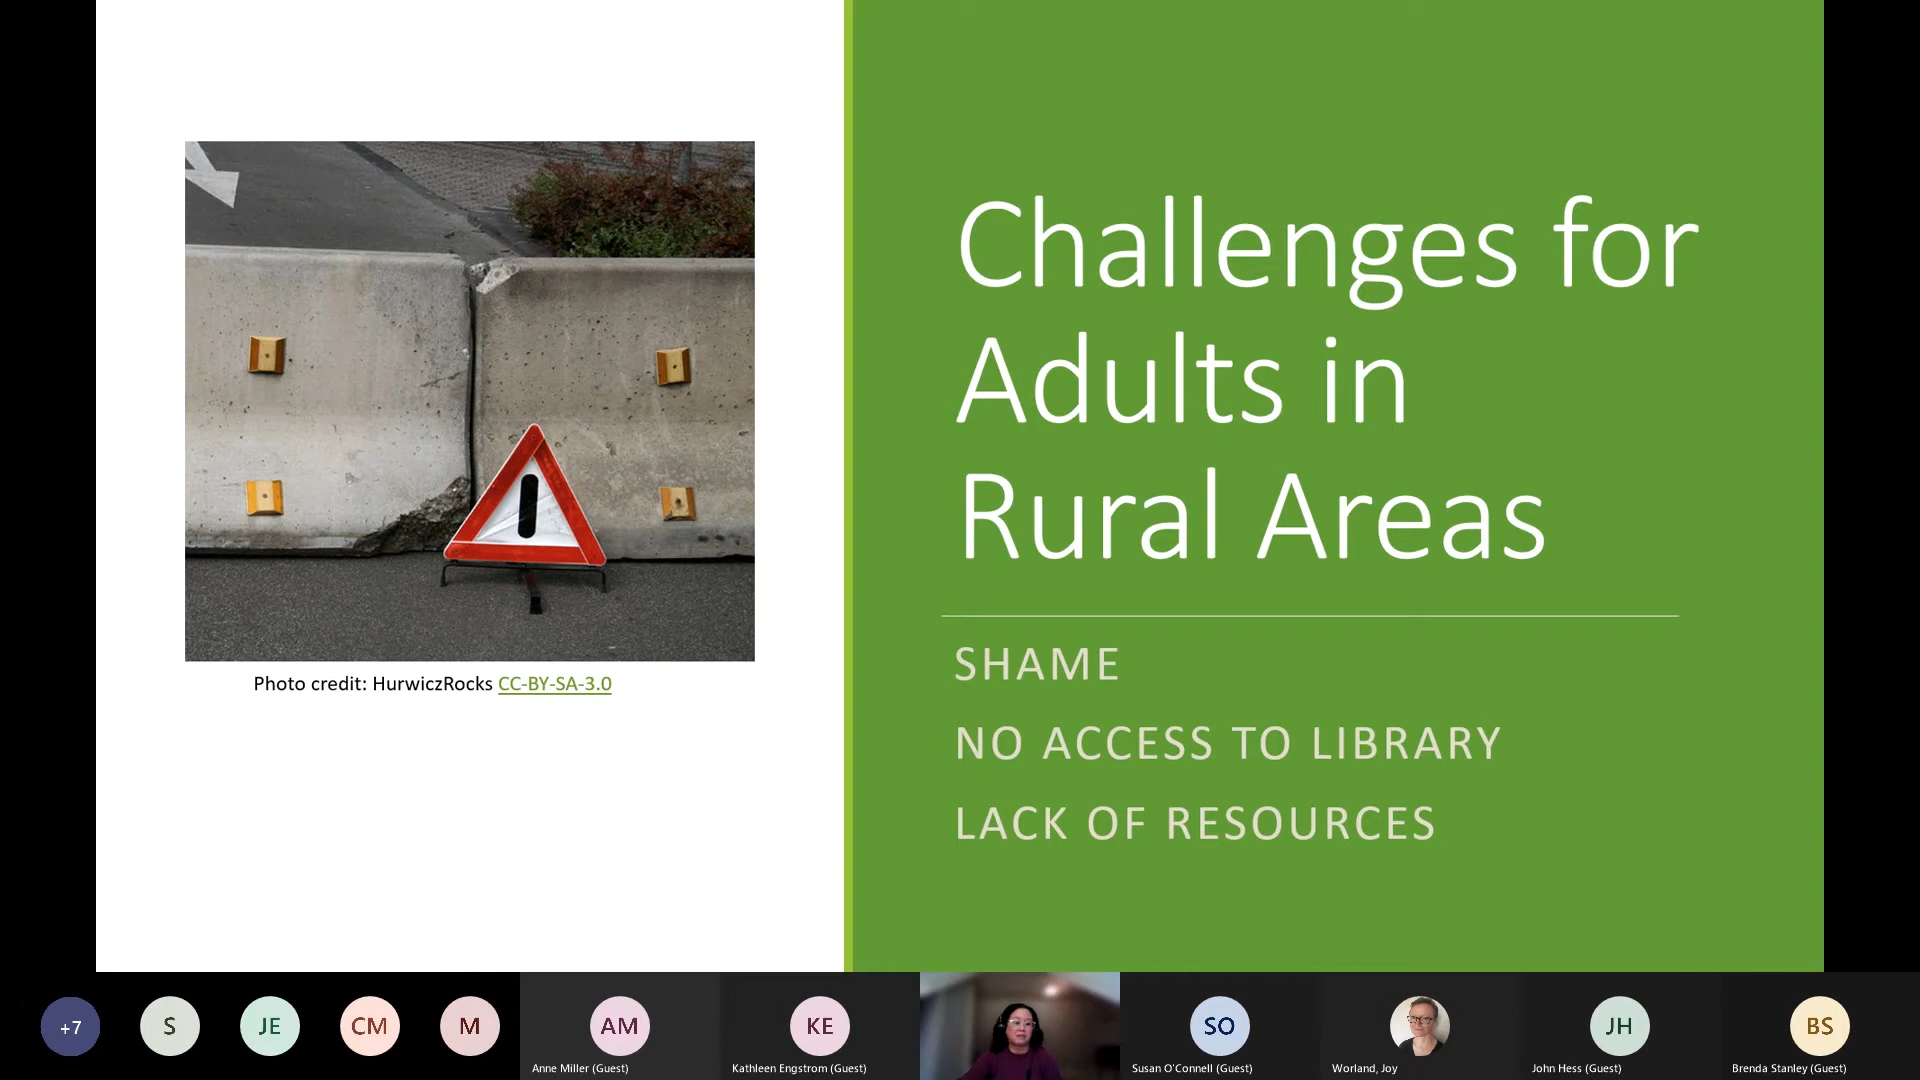 Challenges for
Adults in
Rural Areas
SHAME
NO ACCESS TO LIBRARY
LACK OF RESOURCES
Photo credit: HurwiczRocks CC-BY-SA-3.0
+7
S
JE
CM
M
AM
Anne Miller (Guest)
KE
Kathleen Engstrom (Guest)
SO
Susan O'Connell (Guest)
Worland, Joy
JH
John Hess (Guest)
BS
Brenda Stanley (Guest)